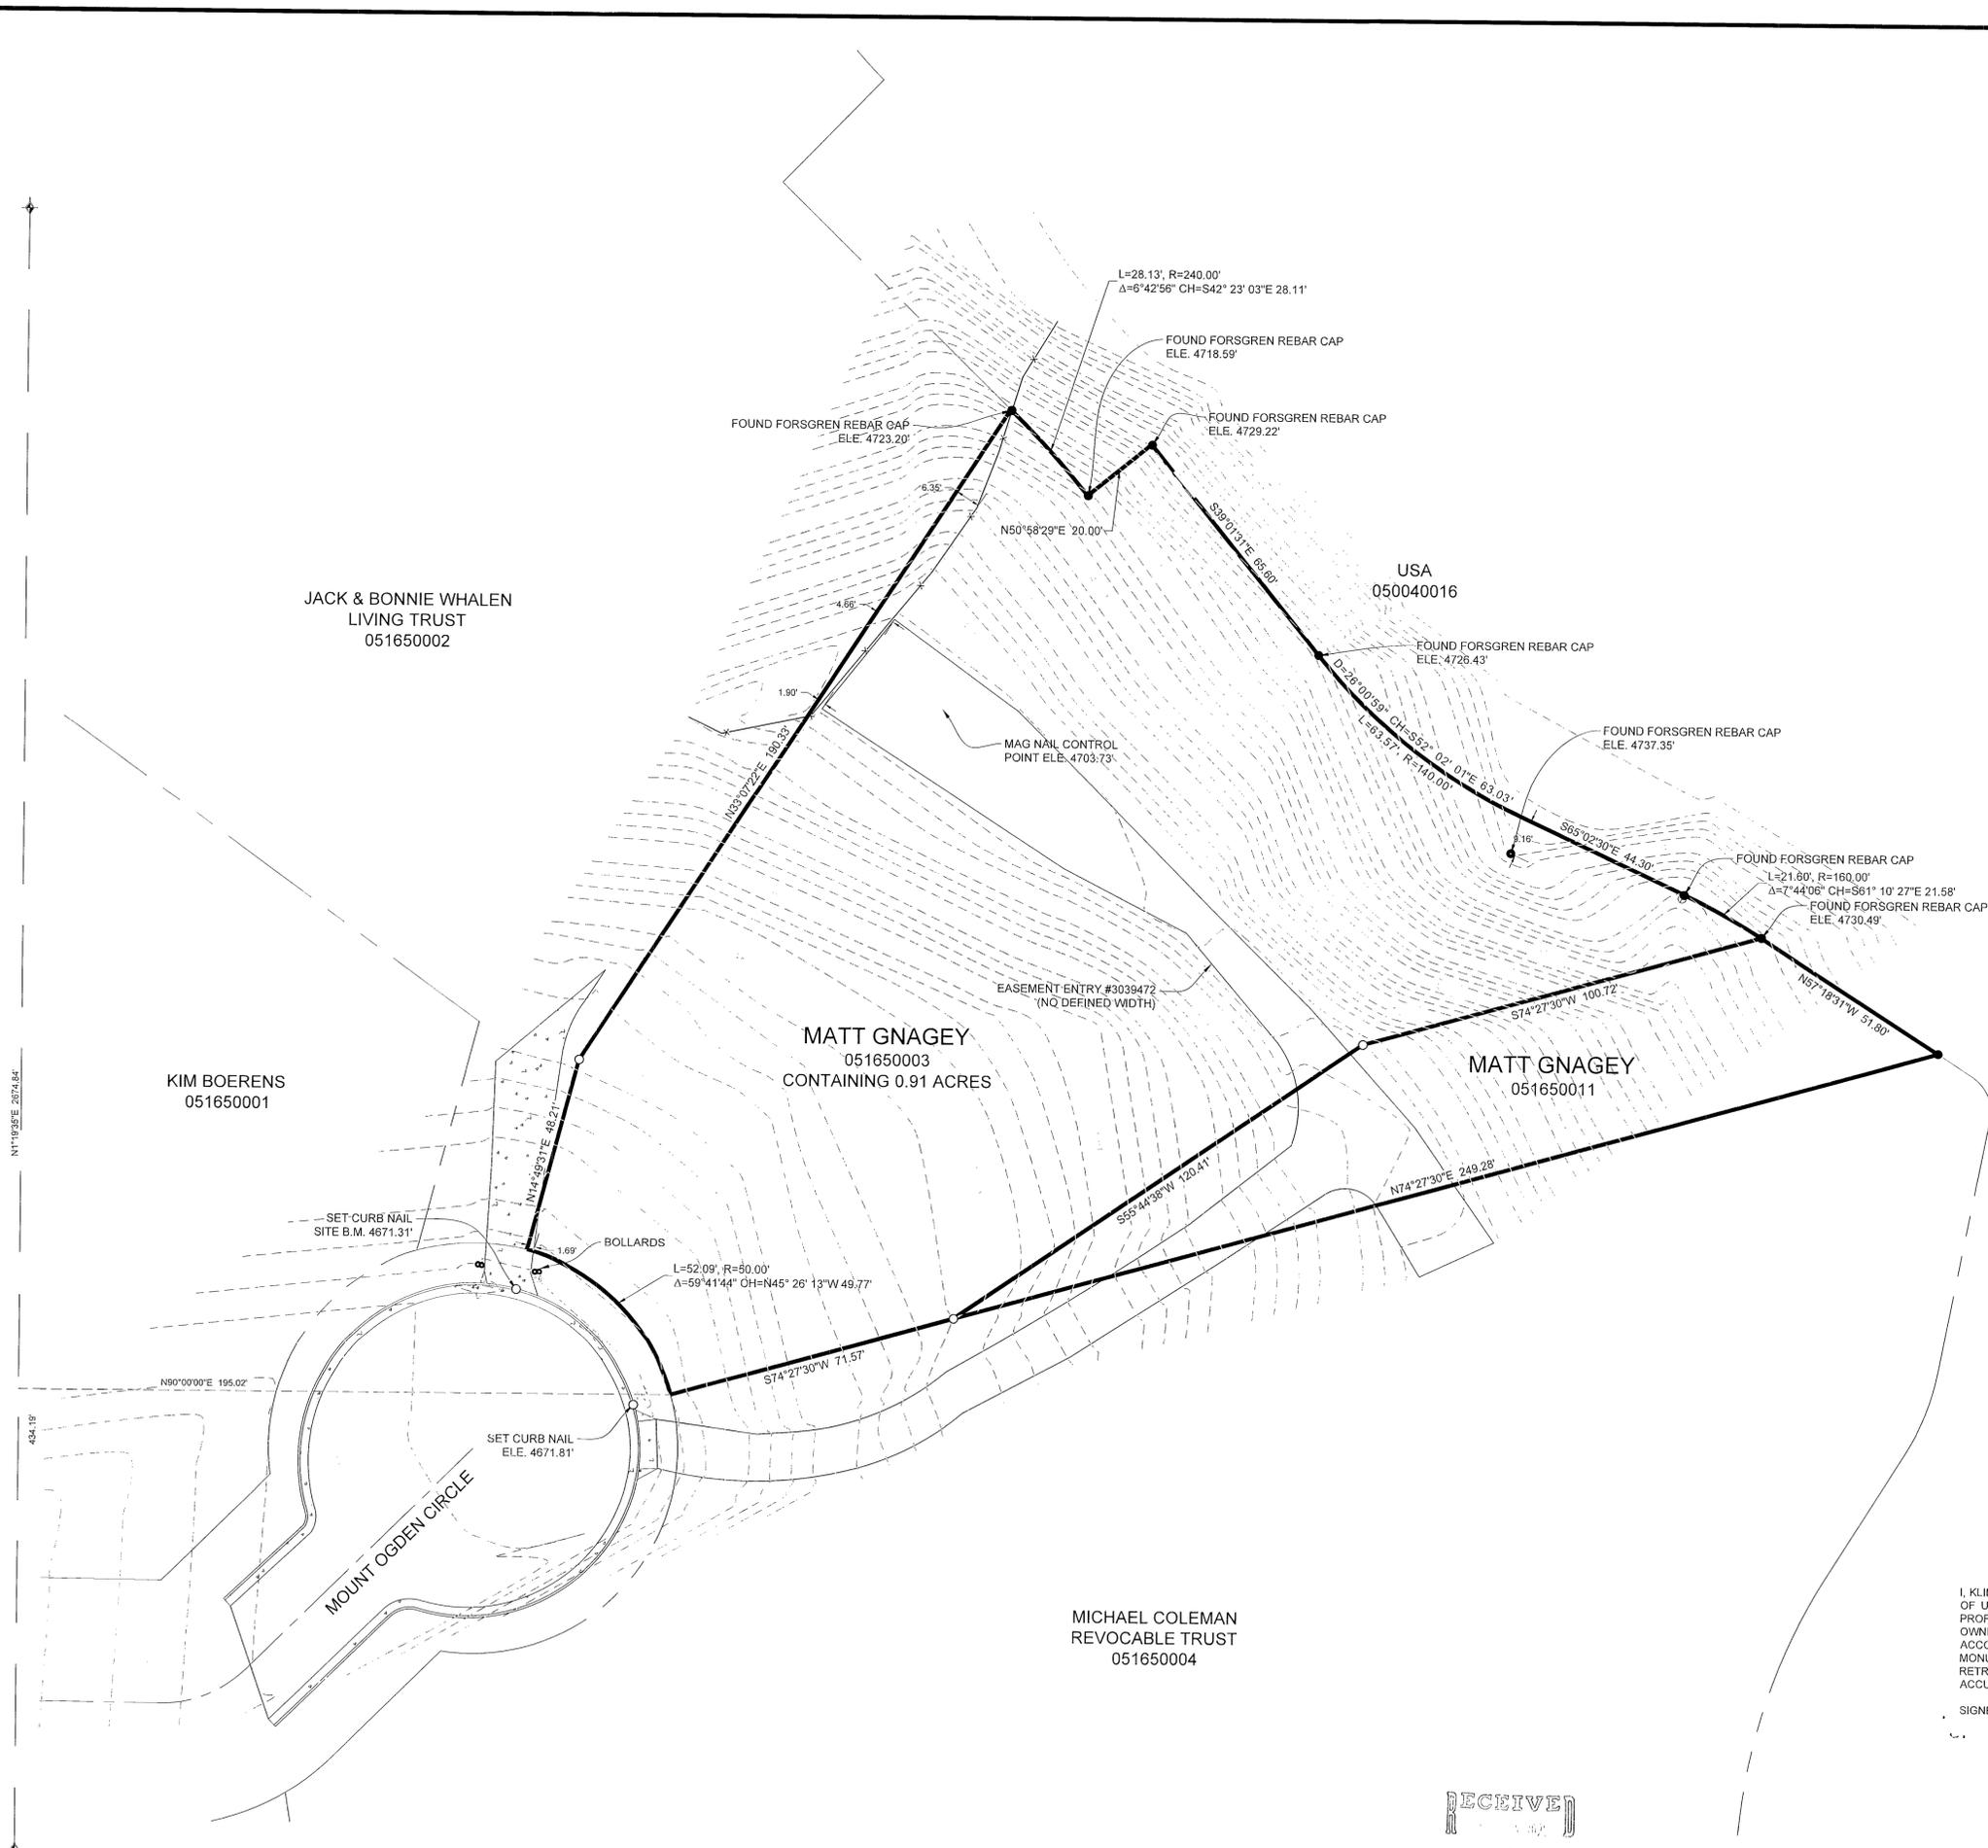 L=28.13', R=240.00'
Δ=6°42'56" CH=S42° 23' 03"E 28.11'
FOUND FORSGREN REBAR CAP
ELE. 4718.59'
FOUND FORSGREN REBAR CAP
ELE. 4723.20'
FOUND FORSGREN REBAR CAP
ELE. 4729.22'
6.35'
N50°58'29"E 20.00'
S39°01'31"E 65.60'
USA
050040016
JACK & BONNIE WHALEN
LIVING TRUST
051650002
4.66'
FOUND FORSGREN REBAR CAP
ELE. 4726.43'
1.90'
D=26°00'59" CH=S52° 02' 01"E 63.03'
L=63.57', R=140.00'
MAG NAIL CONTROL
POINT ELE. 4703.73'
FOUND FORSGREN REBAR CAP
ELE. 4737.35'
N33°07'22"E 190.33'
S65°02'30"E 44.30'
FOUND FORSGREN REBAR CAP
L=21.60', R=160.00'
Δ=7°44'06" CH=S61° 10' 27"E 21.58'
FOUND FORSGREN REBAR CAP
ELE. 4730.49'
EASEMENT ENTRY #3039472
(NO DEFINED WIDTH)
S74°27'30"W 100.72'
N57°18'31"W 51.80'
MATT GNAGEY
051650003
CONTAINING 0.91 ACRES
MATT GNAGEY
051650011
KIM BOERENS
051650001
N1°19'35"E 2674.84'
N14°49'31"E 48.21'
S55°44'38"W 120.41'
N74°27'30"E 249.28'
SET CURB NAIL
SITE B.M. 4671.31'
1.69'
BOLLARDS
L=52.09', R=50.00'
Δ=59°41'44" CH=N45° 26' 13"W 49.77'
S74°27'30"W 71.57'
N90°00'00"E 195.02'
434.19'
SET CURB NAIL
ELE. 4671.81'
MOUNT OGDEN CIRCLE
MICHAEL COLEMAN
REVOCABLE TRUST
051650004
I, KLI
OF U
PROF
OWN
ACCO
MONU
RETR
ACCU
SIGN
RECEIVED